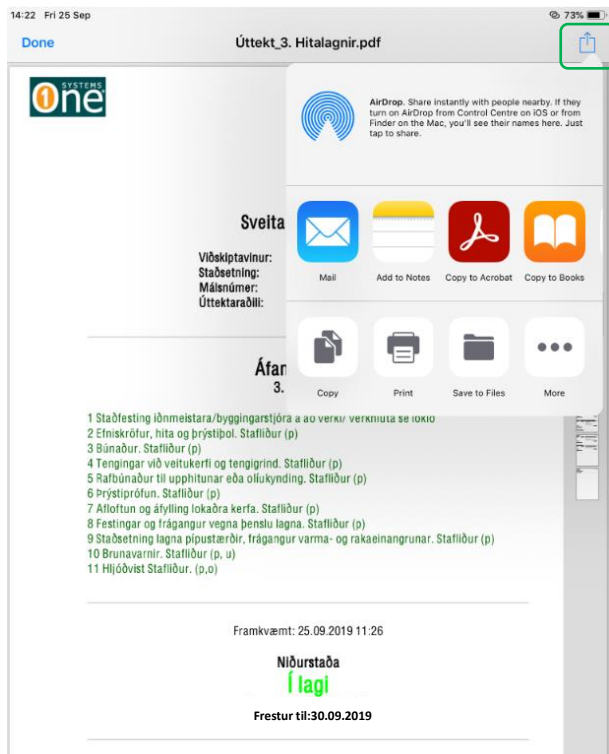 14:22 Fri 25 Sep
73%
Done
Úttekt_3. Hitalagnir.pdf
SYSTEMS
One
AirDrop. Share instantly with people nearby. If they
turn on AirDrop from Control Centre on iOS or from
Finder on the Mac, you'll see their names here. Just
tap to share.
Sveita
Viðskiptavinur:
Staðsetning:
Málsnúmer:
Úttektaraðili:
Mail
Add to Notes
Copy to Acrobat
Copy to Books
Áfan
3.
Copy
Print
Save to Files
More
1 Staðfesting iðnmeistara/byggingarstjóra á að verki/ verkhluta sé lokið
2 Efniskröfur, hita og þrýstiþol. Stafliður (p)
3 Búnaður. Stafliður (p)
4 Tengingar við veitukerfi og tengigrind. Stafliður (p)
5 Rafbúnaður til upphitunar eða olíukynding. Stafliður (p)
6 Þrýstiprófun. Stafliður (p)
7 Afloftun og áfylling lokaðra kerfa. Stafliður (p)
8 Festingar og frágangur vegna þenslu lagna. Stafliður (p)
9 Staðsetning lagna pípustærðir, frágangur varma- og rakaeinangrunar. Stafliður (p)
10 Brunavarnir. Stafliður (p, u)
11 Hljóðvist Stafliður. (p,o)
Framkvæmt: 25.09.2019 11:26
Niðurstaða
Í lagi
Frestur til:30.09.2019